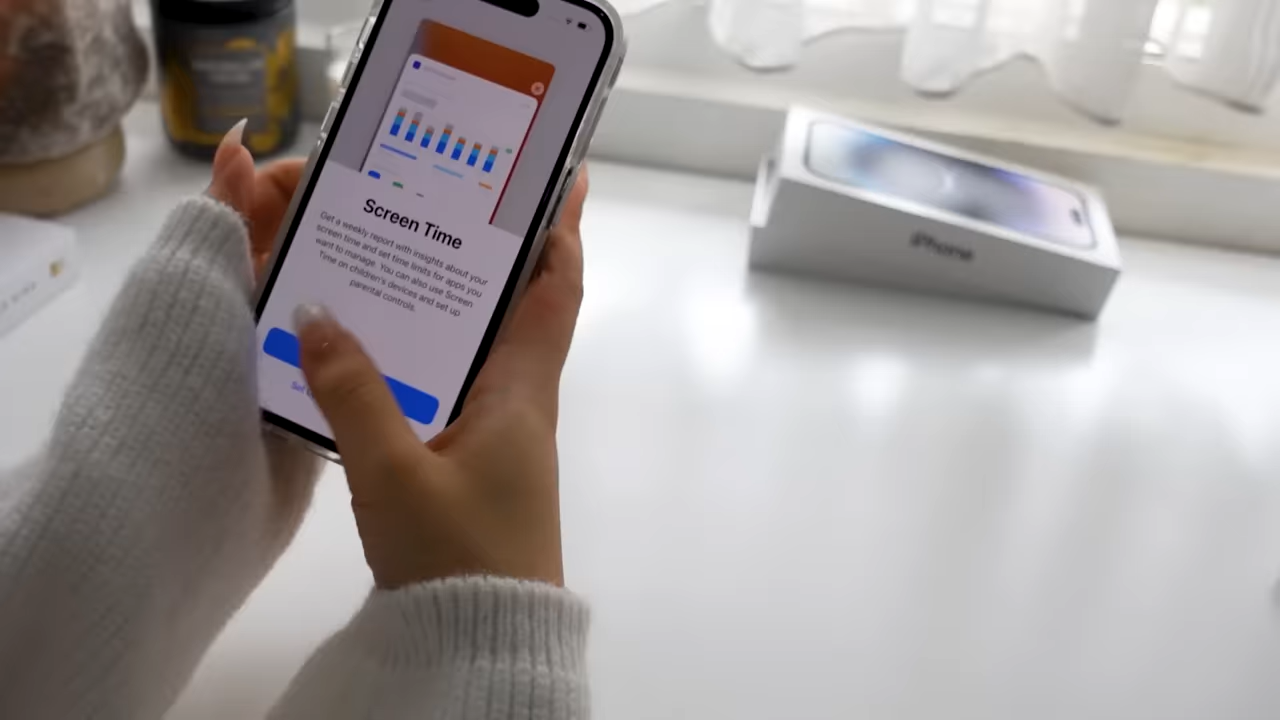 Screen Time
Get a weekly report with insights about your
screen time and set time limits for apps you
want to manage. You can also use Screen
Time on children's devices and set up
parental controls.
Set
iPhone